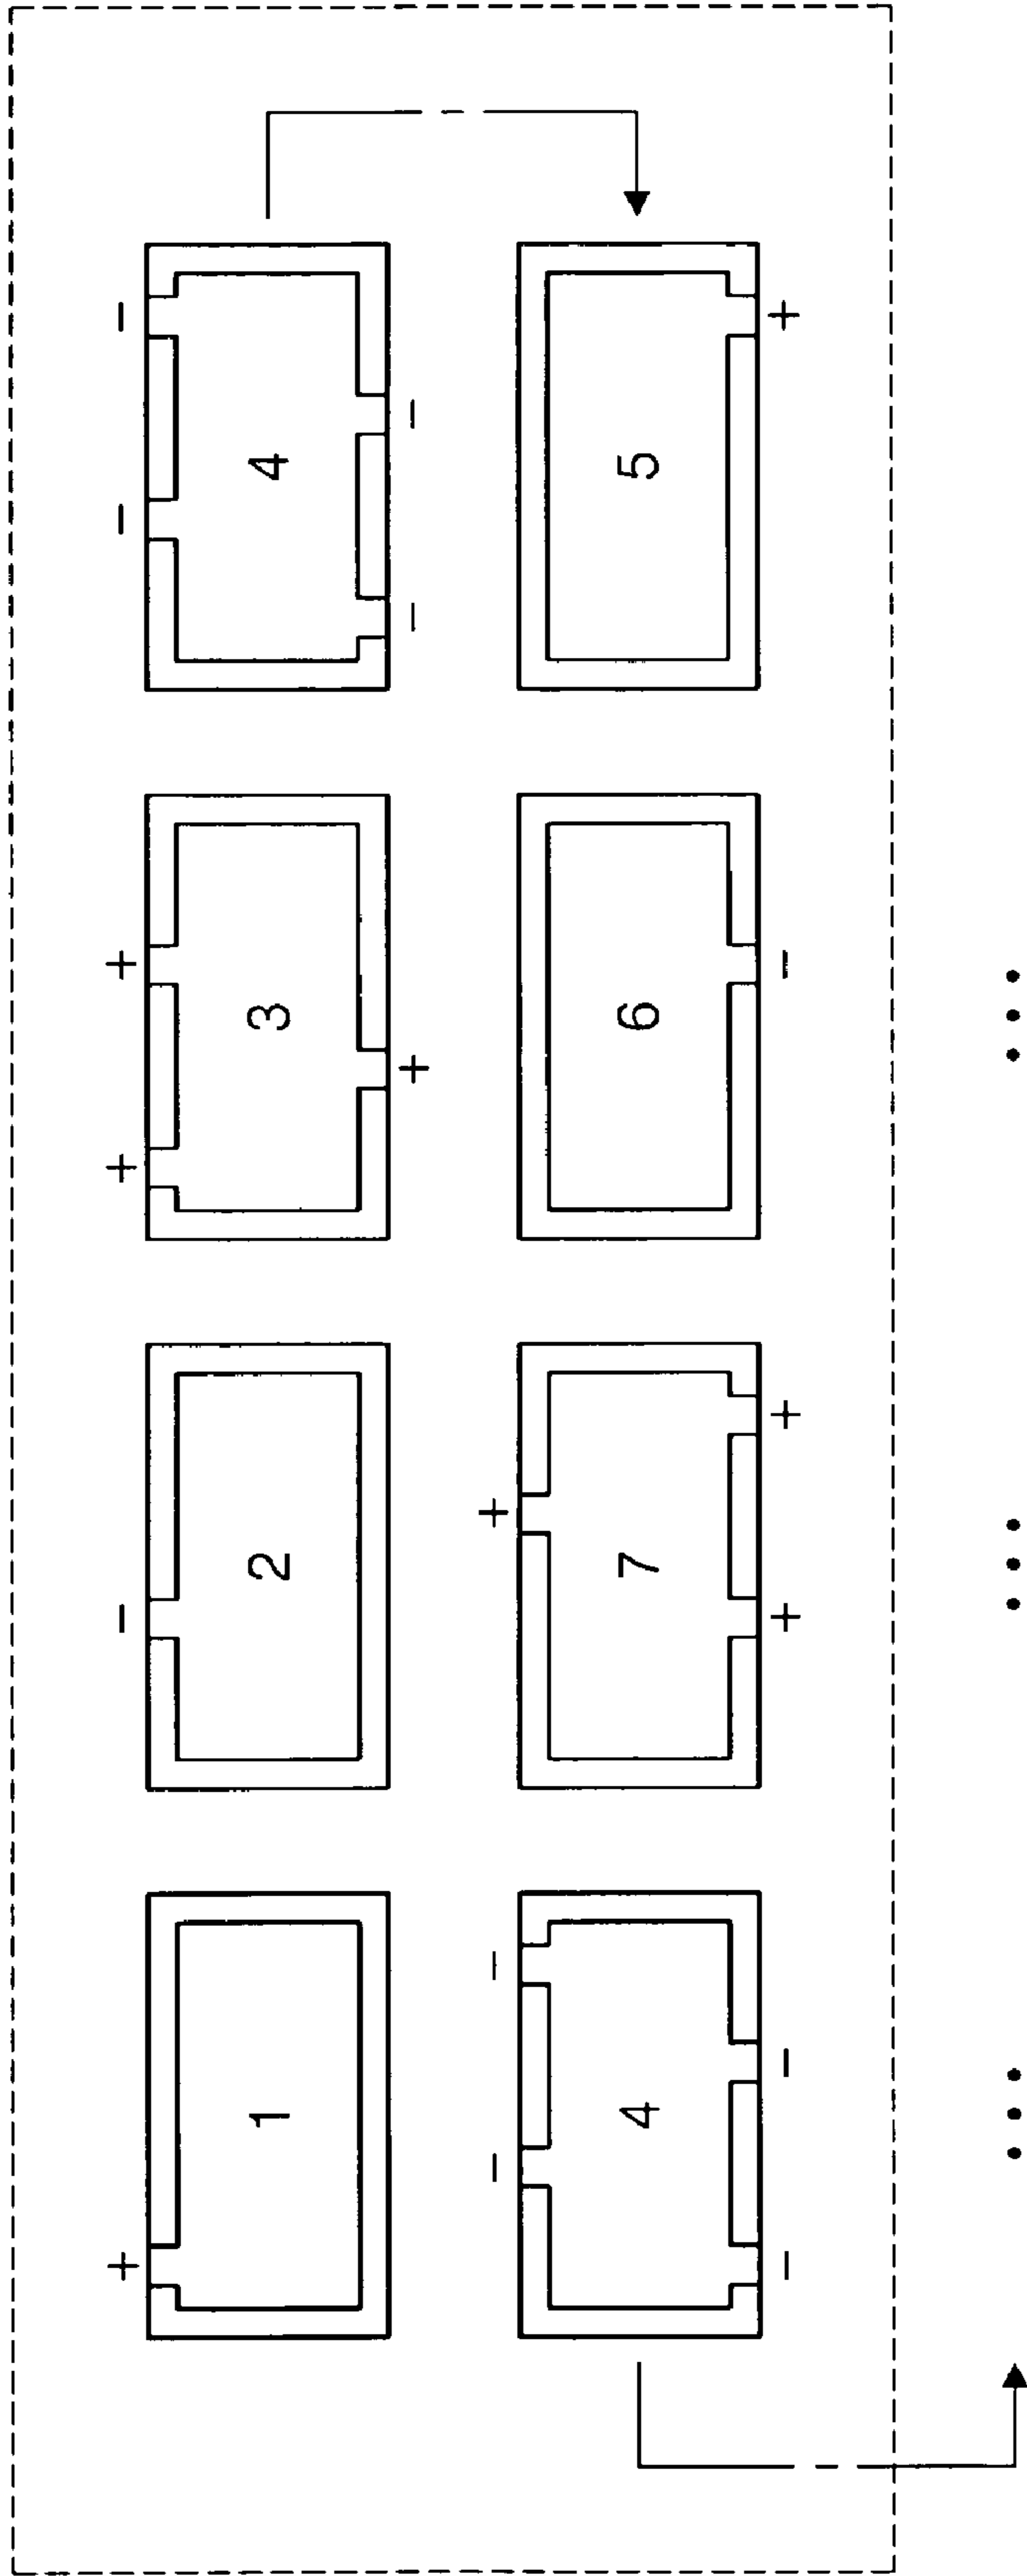 + − + + − −
1 2 3 4
+ − −
− − +
4 7 6 5
− − + + − +
... ... ...